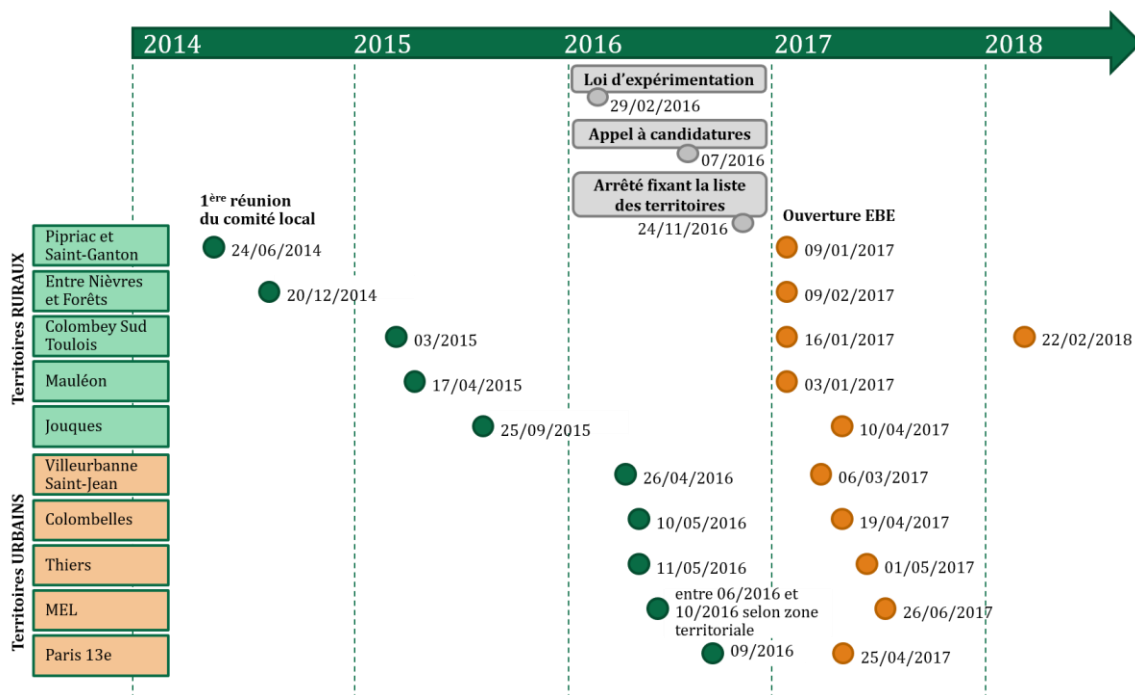 2014 2015 2016 2017 2018
Loi d'expérimentation
29/02/2016
Appel à candidatures
07/2016
Arrêté fixant la liste
des territoires
24/11/2016
1ère réunion
du comité local
Ouverture EBE
Territoires RURAUX
Pipriac et
Saint-Ganton
24/06/2014
09/01/2017
Entre Nièvres
et Forêts
20/12/2014
09/02/2017
Colombey Sud
Toulois
03/2015
16/01/2017
22/02/2018
Mauléon
17/04/2015
03/01/2017
Jouques
25/09/2015
10/04/2017
Territoires URBAINS
Villeurbanne
Saint-Jean
26/04/2016
06/03/2017
Colombelles
10/05/2016
19/04/2017
Thiers
11/05/2016
01/05/2017
MEL
entre 06/2016 et
10/2016 selon zone
territoriale
26/06/2017
Paris 13e
09/2016
25/04/2017